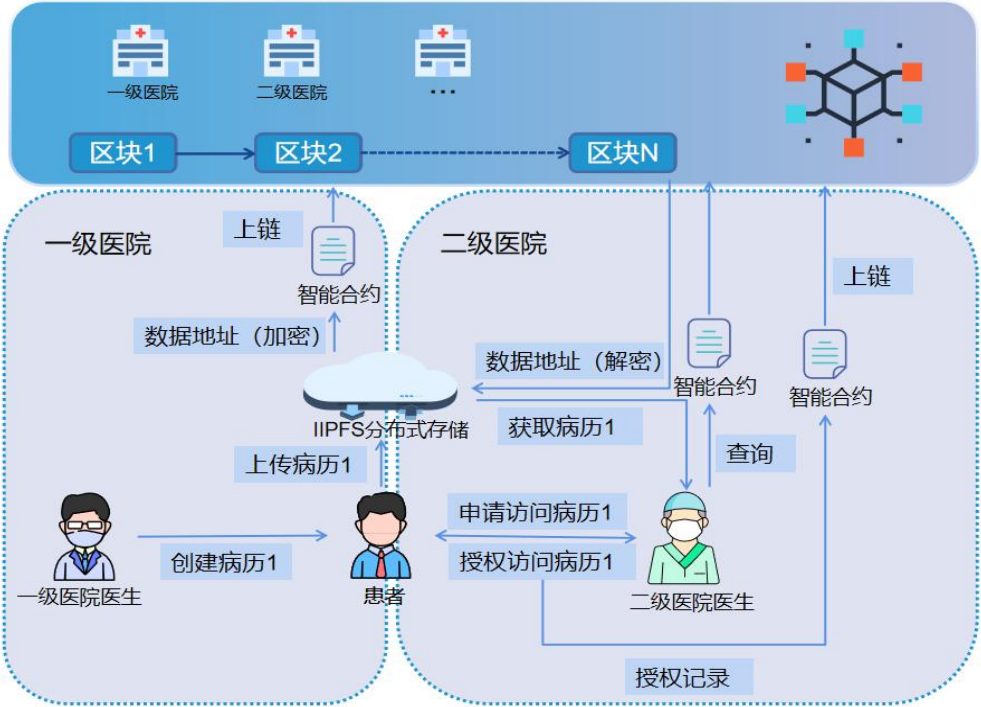 一级医院
二级医院
...
区块1
区块2
区块N
一级医院
上链
智能合约
数据地址（加密）
IIPFS分布式存储
上传病历1
一级医院医生
创建病历1
患者
二级医院
上链
数据地址（解密）
智能合约
智能合约
获取病历1
查询
申请访问病历1
授权访问病历1
二级医院医生
授权记录